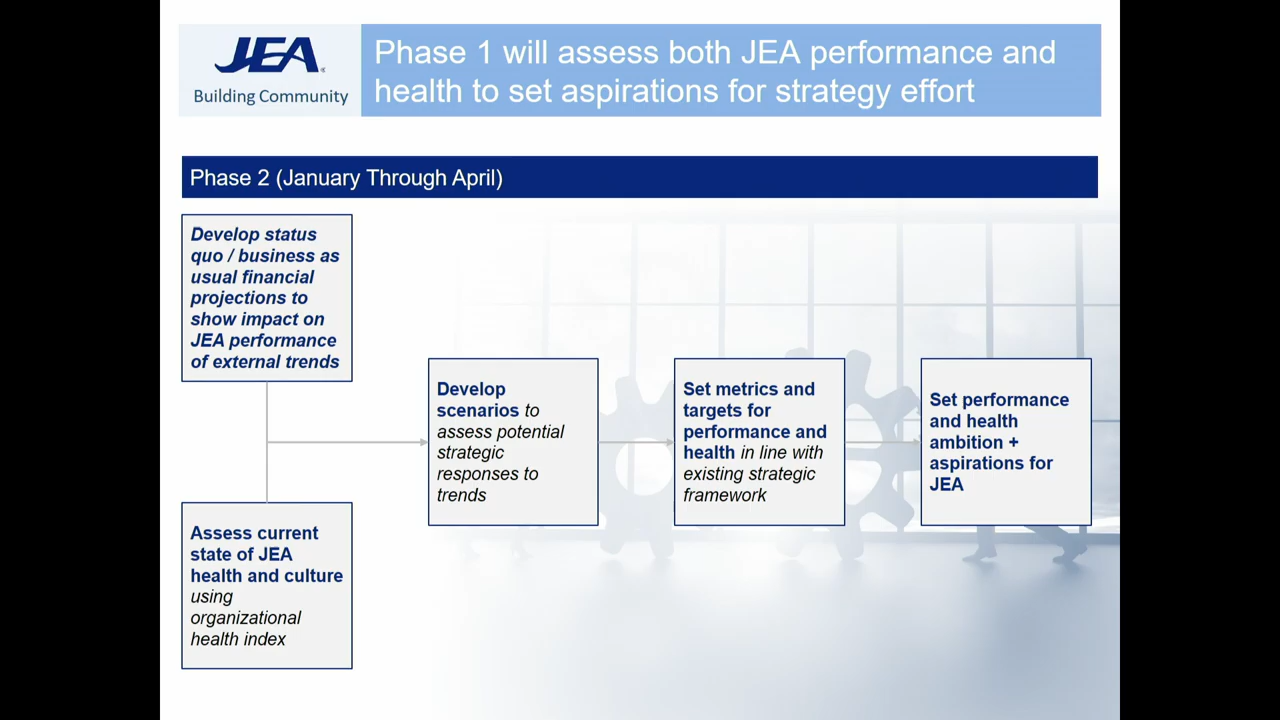 JEA
Building Community
Phase 1 will assess both JEA performance and
health to set aspirations for strategy effort
Phase 2 (January Through April)
Develop status
quo / business as
usual financial
projections to
show impact on
JEA performance
of external trends
Assess current
state of JEA
health and culture
using
organizational
health index
Develop
scenarios to
assess potential
strategic
responses to
trends
Set metrics and
targets for
performance and
health in line with
existing strategic
framework
Set performance
and health
ambition +
aspirations for
JEA